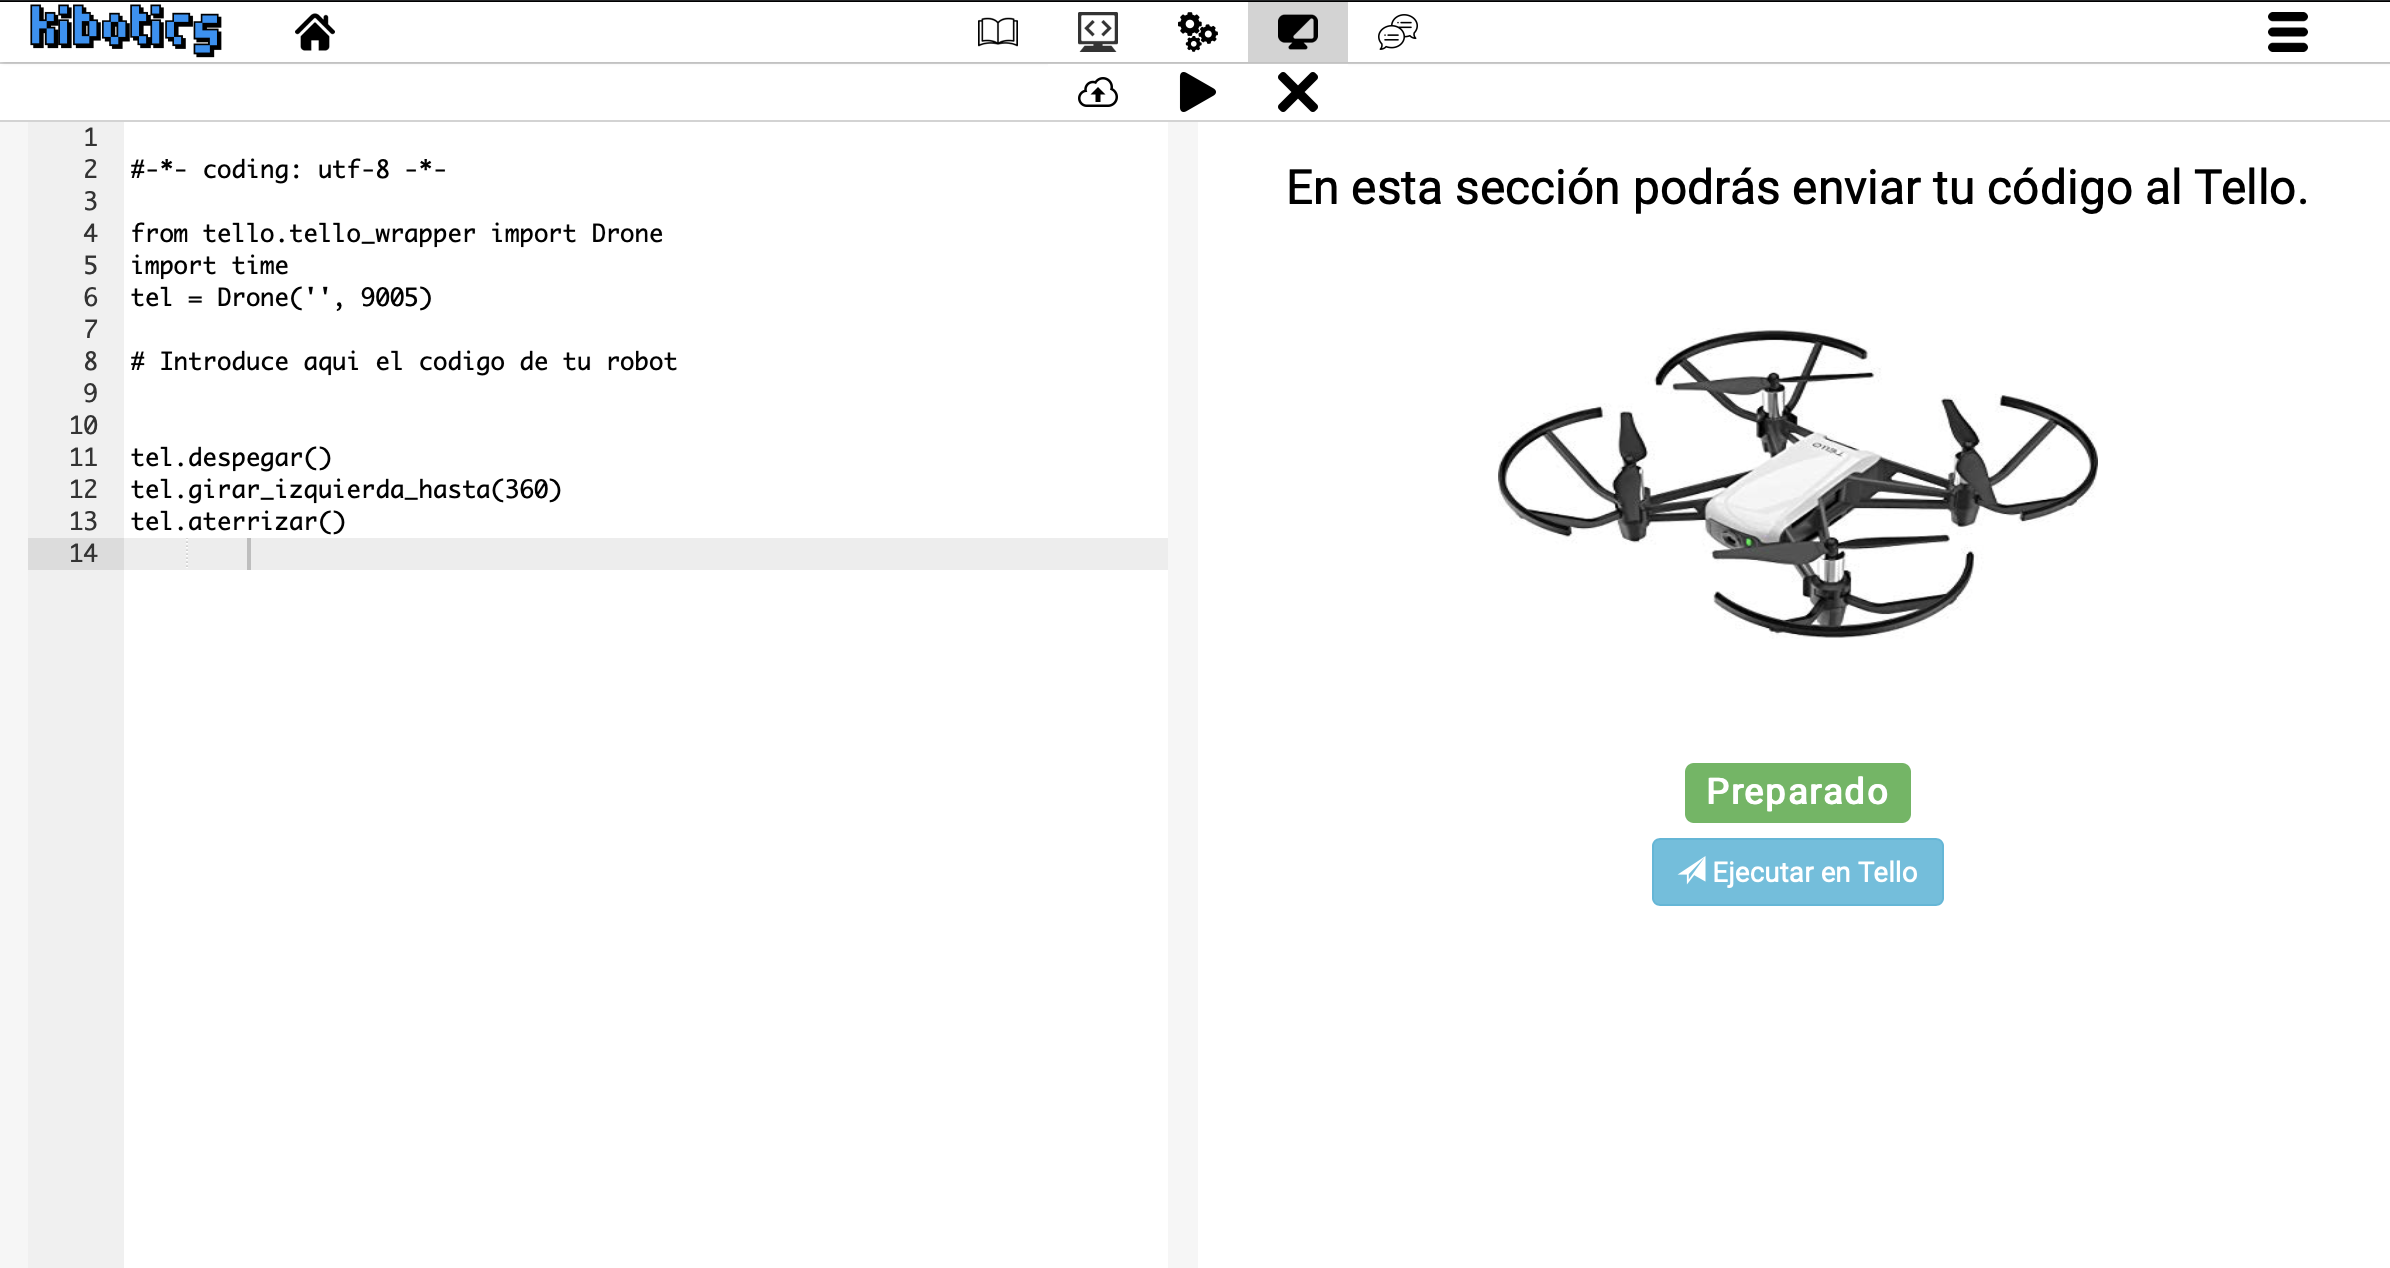 kibotics
1
2 #-*- coding: utf-8 -*-
3
4 from tello.tello_wrapper import Drone
5 import time
6 tel = Drone('', 9005)
7
8 # Introduce aqui el codigo de tu robot
9
10
11 tel.despegar()
12 tel.girar_izquierda_hasta(360)
13 tel.aterrizar()
14
En esta sección podrás enviar tu código al Tello.
TELLO
Preparado
Ejecutar en Tello